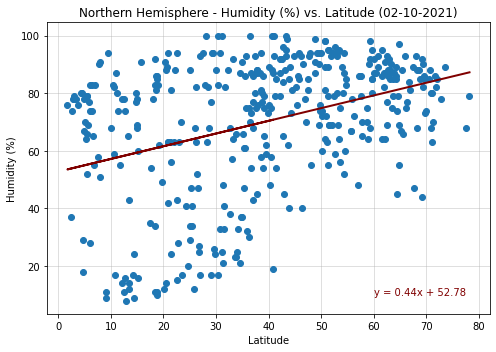 Northern Hemisphere - Humidity (%) vs. Latitude (02-10-2021)
100
80
60
40
20
Humidity (%)
y = 0.44x + 52.78
0 10 20 30 40 50 60 70 80
Latitude